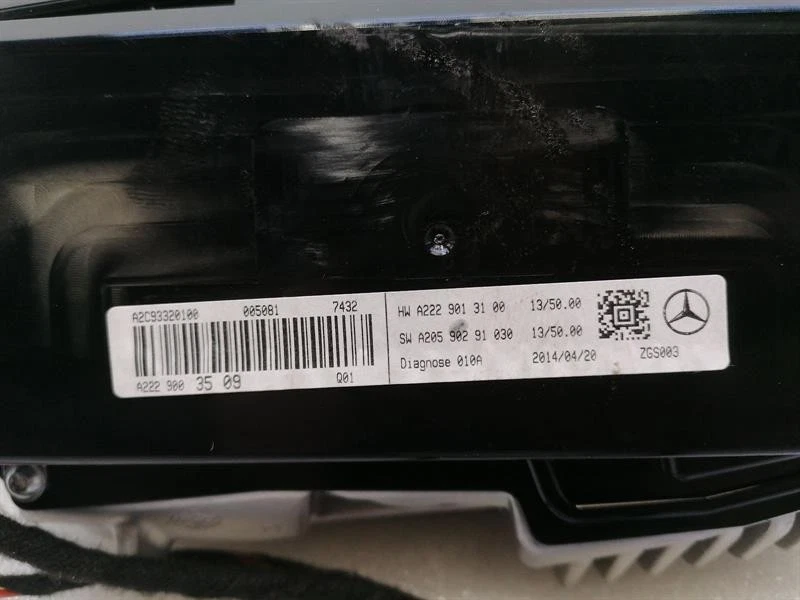 A2C93320100 005081 7432
A222 900 35 09 Q01
HW A222 901 31 00 13/50.00
SW A205 902 91 030 13/50.00
Diagnose 010A 2014/04/20 ZGS003